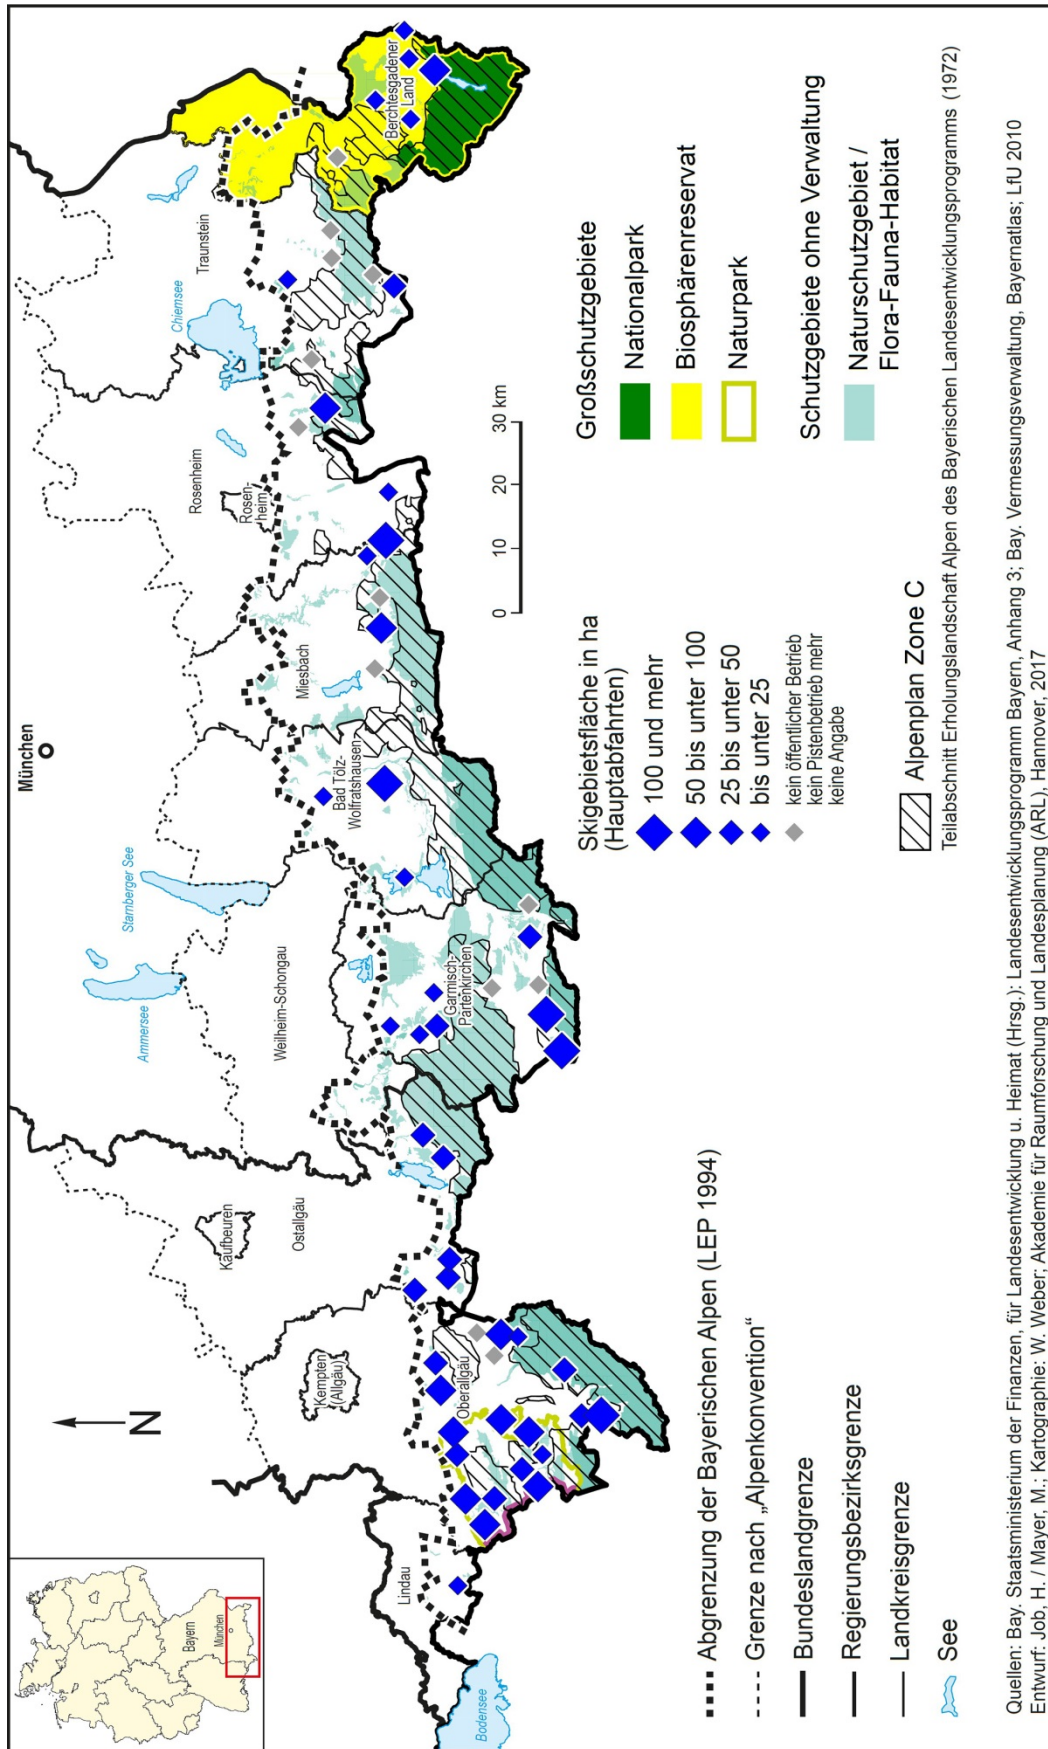 Bayern
München
N
München
Ammersee
Starnberger See
Chiemsee
Bodensee
Lindau
Kempten
(Allgäu)
Oberallgäu
Kaufbeuren
Ostallgäu
Weilheim-Schongau
Garmisch-
Partenkirchen
Bad Tölz-
Wolfratshausen
Miesbach
Rosenheim
Rosen-
heim
Traunstein
Berchtesgadener
Land
0 10 20 30 km
Abgrenzung der Bayerischen Alpen (LEP 1994)
Grenze nach „Alpenkonvention“
Bundeslandgrenze
Regierungsbezirksgrenze
Landkreisgrenze
See
Skigebietsfläche in ha
(Hauptabfahrten)
100 und mehr
50 bis unter 100
25 bis unter 50
bis unter 25
kein öffentlicher Betrieb
kein Pistenbetrieb mehr
keine Angabe
Großschutzgebiete
Nationalpark
Biosphärenreservat
Naturpark
Schutzgebiete ohne Verwaltung
Naturschutzgebiet /
Flora-Fauna-Habitat
Alpenplan Zone C
Teilabschnitt Erholungslandschaft Alpen des Bayerischen Landesentwicklungsprogramms (1972)
Quellen: Bay. Staatsministerium der Finanzen, für Landesentwicklung u. Heimat (Hrsg.): Landesentwicklungsprogramm Bayern, Anhang 3; Bay. Vermessungsverwaltung, Bayernatlas; LfU 2010
Entwurf: Job, H. / Mayer, M.; Kartographie: W. Weber; Akademie für Raumforschung und Landesplanung (ARL), Hannover, 2017